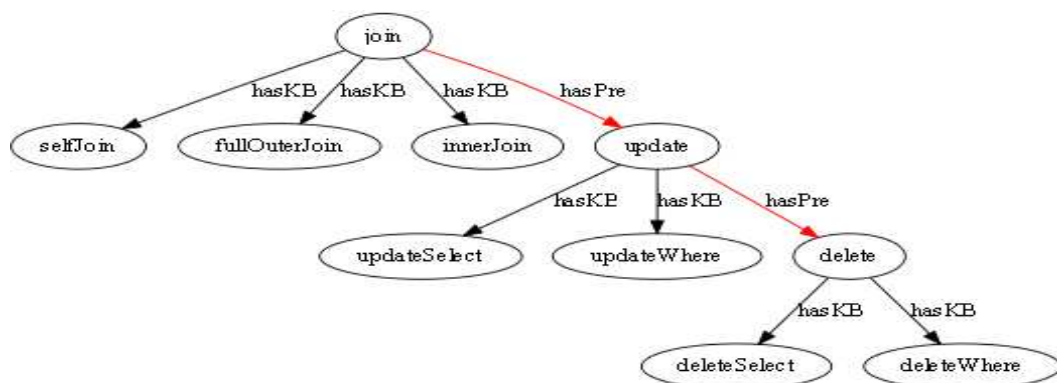 join
hasKB hasKB hasKB hasPre
selfJoin fullOuterJoin innerJoin update
hasKB hasKB hasPre
updateSelect updateWhere delete
hasKB hasKB
deleteSelect deleteWhere